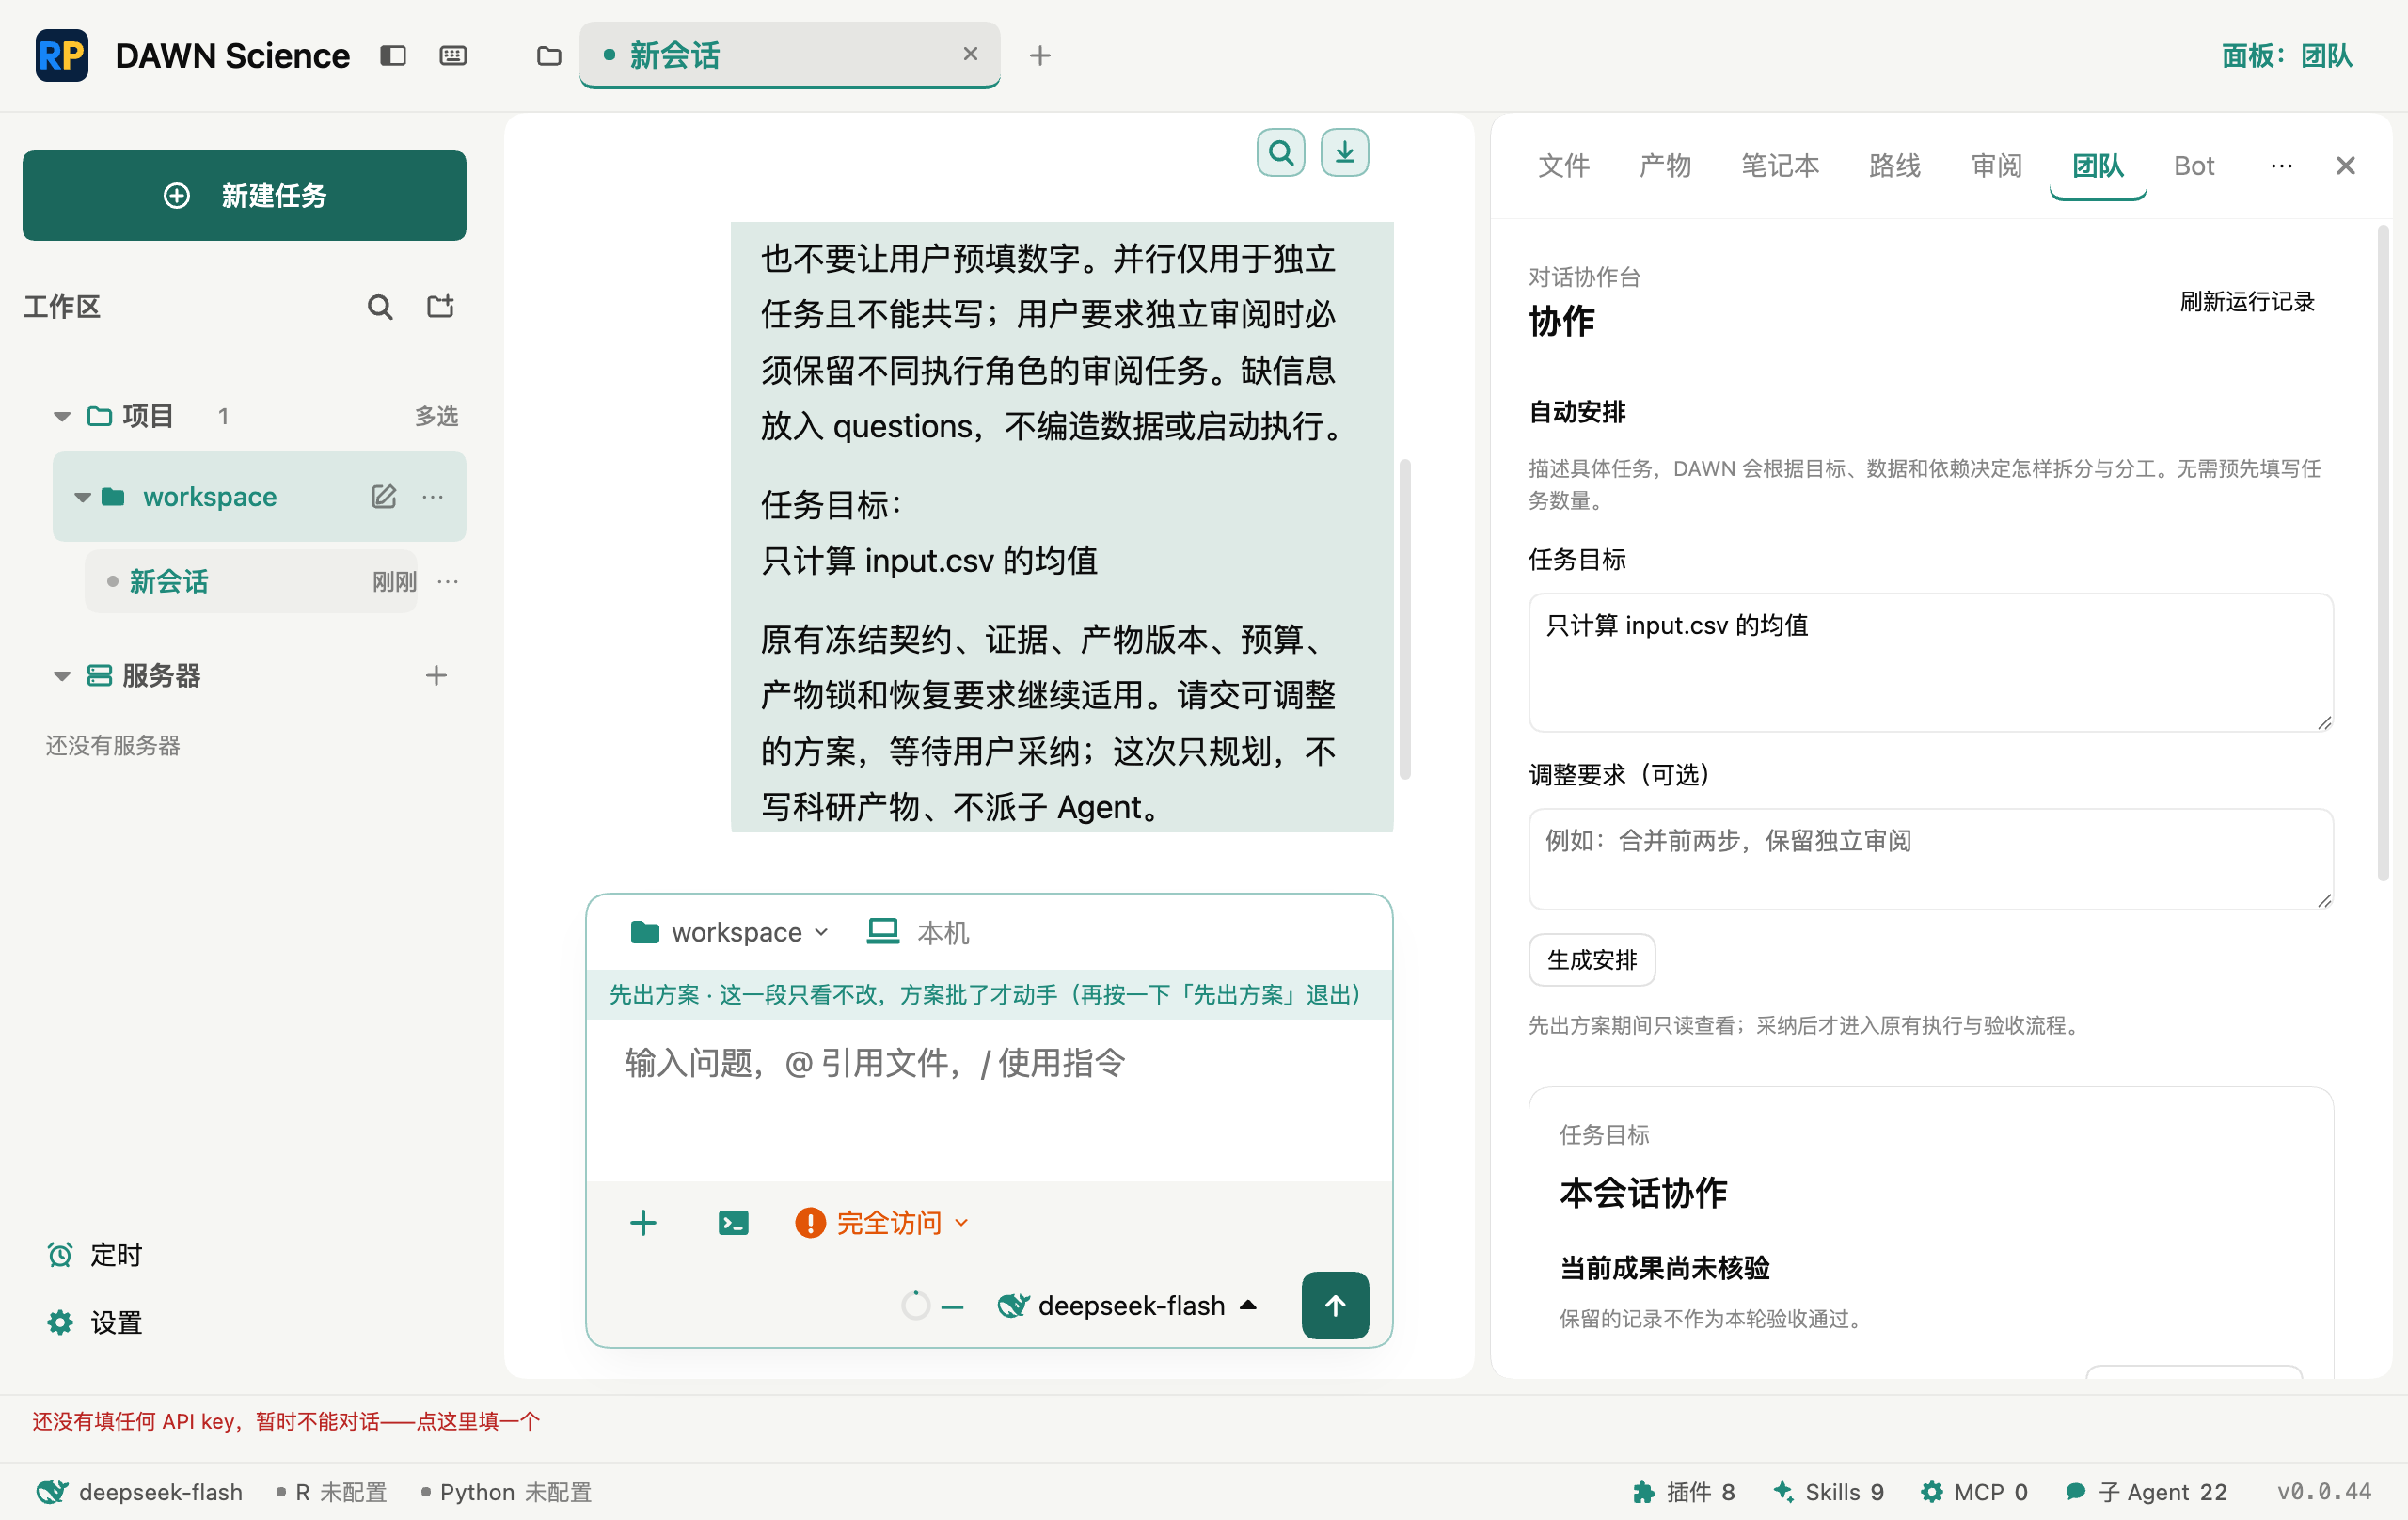 RP DAWN Science
新会话
面板：团队
新建任务
工作区
项目 1 多选
workspace
新会话 刚刚
服务器
还没有服务器
定时
设置
也不要让用户预填数字。并行仅用于独立
任务且不能共写；用户要求独立审阅时必
须保留不同执行角色的审阅任务。缺信息
放入 questions，不编造数据或启动执行。
任务目标：
只计算 input.csv 的均值
原有冻结契约、证据、产物版本、预算、
产物锁和恢复要求继续适用。请交可调整
的方案，等待用户采纳；这次只规划，不
写科研产物、不派子 Agent。
workspace 本机
先出方案 · 这一段只看不改，方案批了才动手（再按一下「先出方案」退出）
输入问题，@ 引用文件，/ 使用指令
完全访问
deepseek-flash
文件 产物 笔记本 路线 审阅 团队 Bot
对话协作台
协作
刷新运行记录
自动安排
描述具体任务，DAWN 会根据目标、数据和依赖决定怎样拆分与分工。无需预先填写任
务数量。
任务目标
只计算 input.csv 的均值
调整要求（可选）
例如：合并前两步，保留独立审阅
生成安排
先出方案期间只读查看；采纳后才进入原有执行与验收流程。
任务目标
本会话协作
当前成果尚未核验
保留的记录不作为本轮验收通过。
还没有填任何 API key，暂时不能对话——点这里填一个
deepseek-flash R 未配置 Python 未配置
插件 8 Skills 9 MCP 0 子 Agent 22 v0.0.44